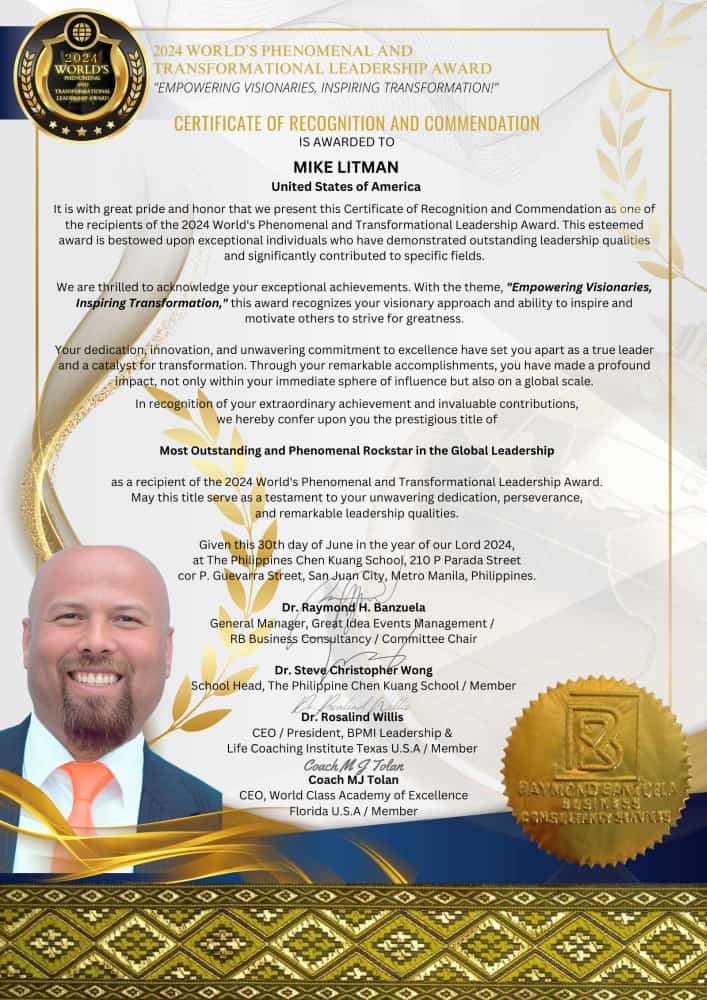 2024
WORLD'S
PHENOMENAL
AND
TRANSFORMATIONAL
LEADERSHIP AWARD
2024 WORLD'S PHENOMENAL AND
TRANSFORMATIONAL LEADERSHIP AWARD
"EMPOWERING VISIONARIES, INSPIRING TRANSFORMATION!"
CERTIFICATE OF RECOGNITION AND COMMENDATION
IS AWARDED TO
MIKE LITMAN
United States of America
It is with great pride and honor that we present this Certificate of Recognition and Commendation as one of
the recipients of the 2024 World's Phenomenal and Transformational Leadership Award. This esteemed
award is bestowed upon exceptional individuals who have demonstrated outstanding leadership qualities
and significantly contributed to specific fields.
We are thrilled to acknowledge your exceptional achievements. With the theme, "Empowering Visionaries,
Inspiring Transformation," this award recognizes your visionary approach and ability to inspire and
motivate others to strive for greatness.
Your dedication, innovation, and unwavering commitment to excellence have set you apart as a true leader
and a catalyst for transformation. Through your remarkable accomplishments, you have made a profound
impact, not only within your immediate sphere of influence but also on a global scale.
In recognition of your extraordinary achievement and invaluable contributions,
we hereby confer upon you the prestigious title of
Most Outstanding and Phenomenal Rockstar in the Global Leadership
as a recipient of the 2024 World's Phenomenal and Transformational Leadership Award.
May this title serve as a testament to your unwavering dedication, perseverance,
and remarkable leadership qualities.
Given this 30th day of June in the year of our Lord 2024,
at The Philippines Chen Kuang School, 210 P Parada Street
cor P. Guevarra Street, San Juan City, Metro Manila, Philippines.
Dr. Raymond H. Banzuela
General Manager, Great Idea Events Management /
RB Business Consultancy / Committee Chair
Dr. Steve Christopher Wong
School Head, The Philippine Chen Kuang School / Member
Dr. Rosalind Willis
Dr. Rosalind Willis
CEO / President, BPMI Leadership &
Life Coaching Institute Texas U.S.A / Member
Coach M J Tolan
Coach MJ Tolan
CEO, World Class Academy of Excellence
Florida U.S.A / Member
RAYMOND BANZUELA
BUSINESS
CONSULTANCY SERVICES